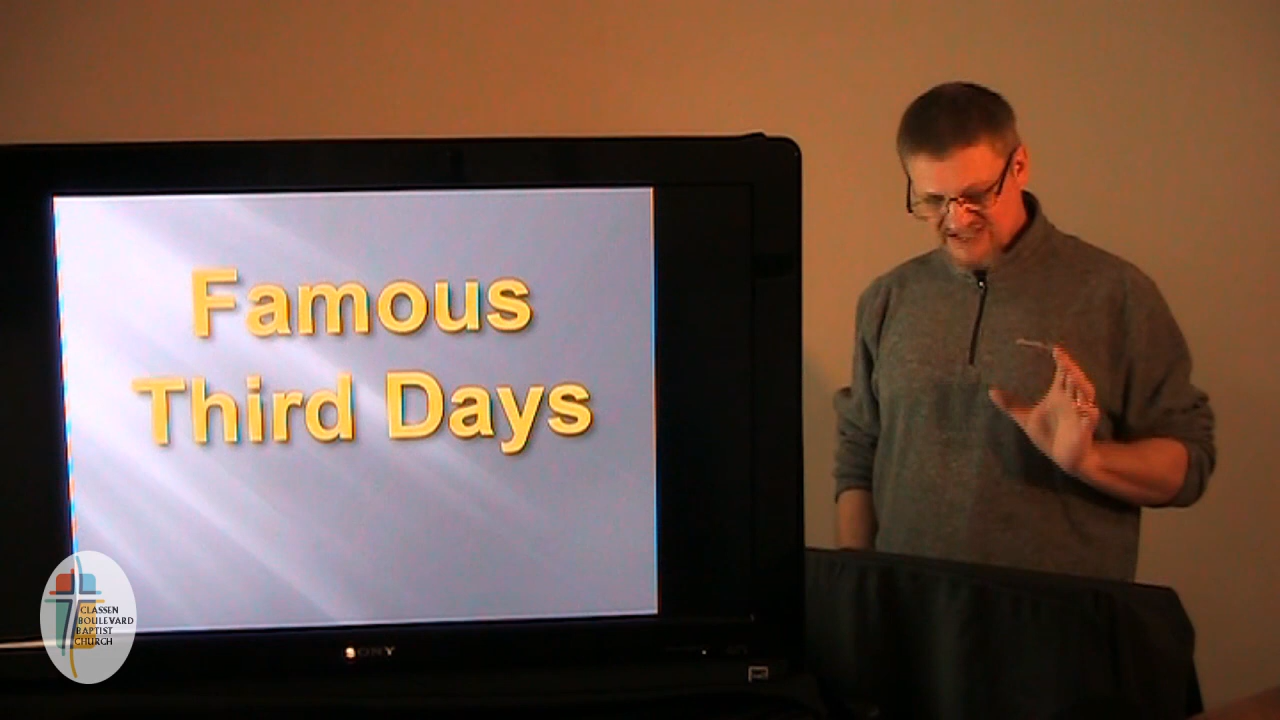 Famous
Third Days
SONY
CLASSEN
BOULEVARD
BAPTIST
CHURCH